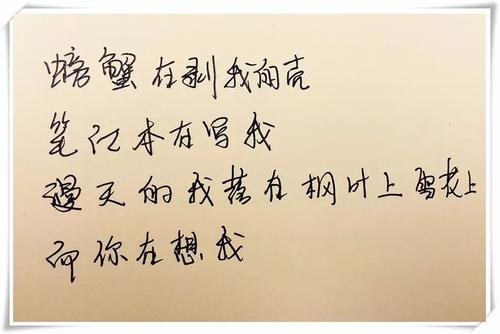 螃蟹在剥我的壳
笔记本在写我
漫天的我落在枫叶上雪花上
而你在想我